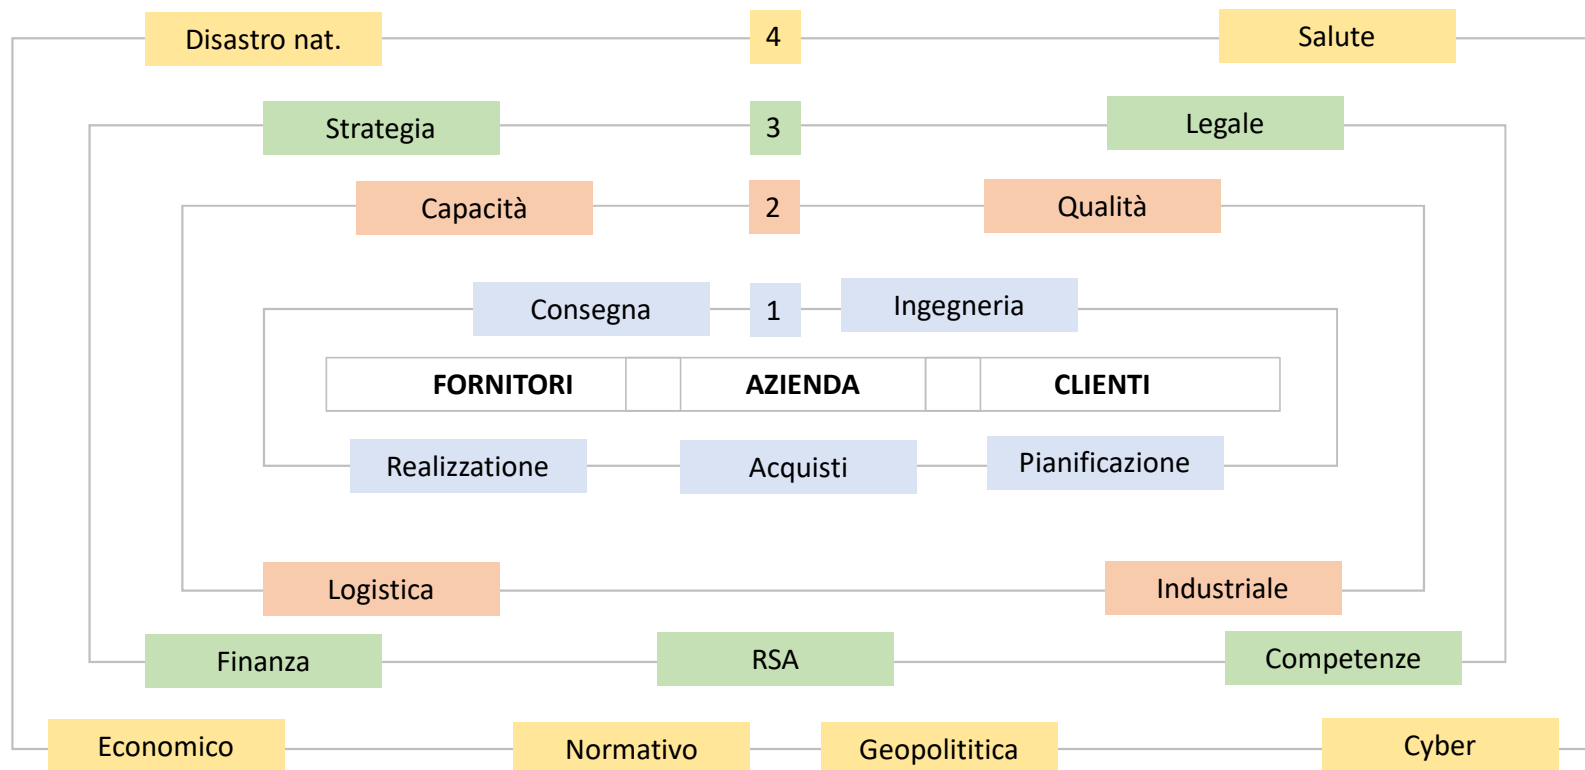 Disastro nat.
4
Salute
Strategia
3
Legale
Capacità
2
Qualità
Consegna
1
Ingegneria
FORNITORI
AZIENDA
CLIENTI
Realizzatione
Acquisti
Pianificazione
Logistica
Industriale
Finanza
RSA
Competenze
Economico
Normativo
Geopolititica
Cyber